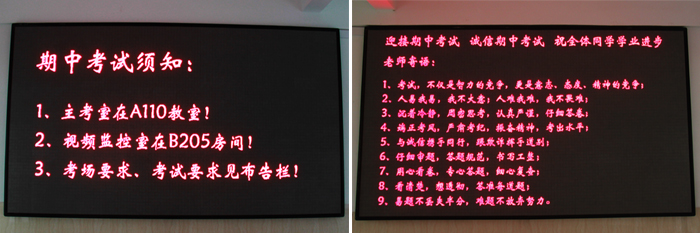 期中考试须知：
1、主考室在A110教室！
2、视频监控室在B205房间！
3、考场要求、考试要求见布告栏！
迎接期中考试 诚信期中考试 祝全体同学学业进步
老师寄语：
1、考试，不仅是智力的竞争，更是意志、态度、精神的竞争；
2、人易我易，我不大意；人难我难，我不畏难；
3、沉着冷静，周密思考，认真严谨，仔细答卷；
4、端正考风，严肃考纪，振奋精神，考出水平；
5、与诚信携手同行，跟欺诈挥手道别；
6、仔细审题，答题规范，书写工整；
7、用心看卷，专心答题，细心复查；
8、看清楚，想透彻，答准每道题；
9、易题不丢失半分，难题不放弃努力。